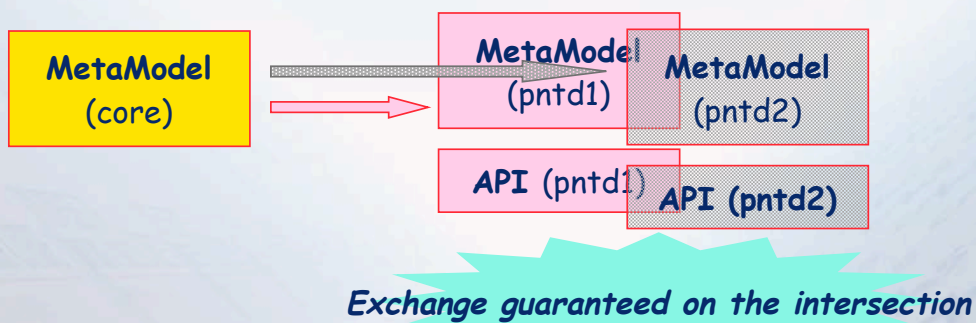 MetaModel
(core)
MetaModel
(pntd1)
MetaModel
(pntd2)
API (pntd1)
API (pntd2)
Exchange guaranteed on the intersection